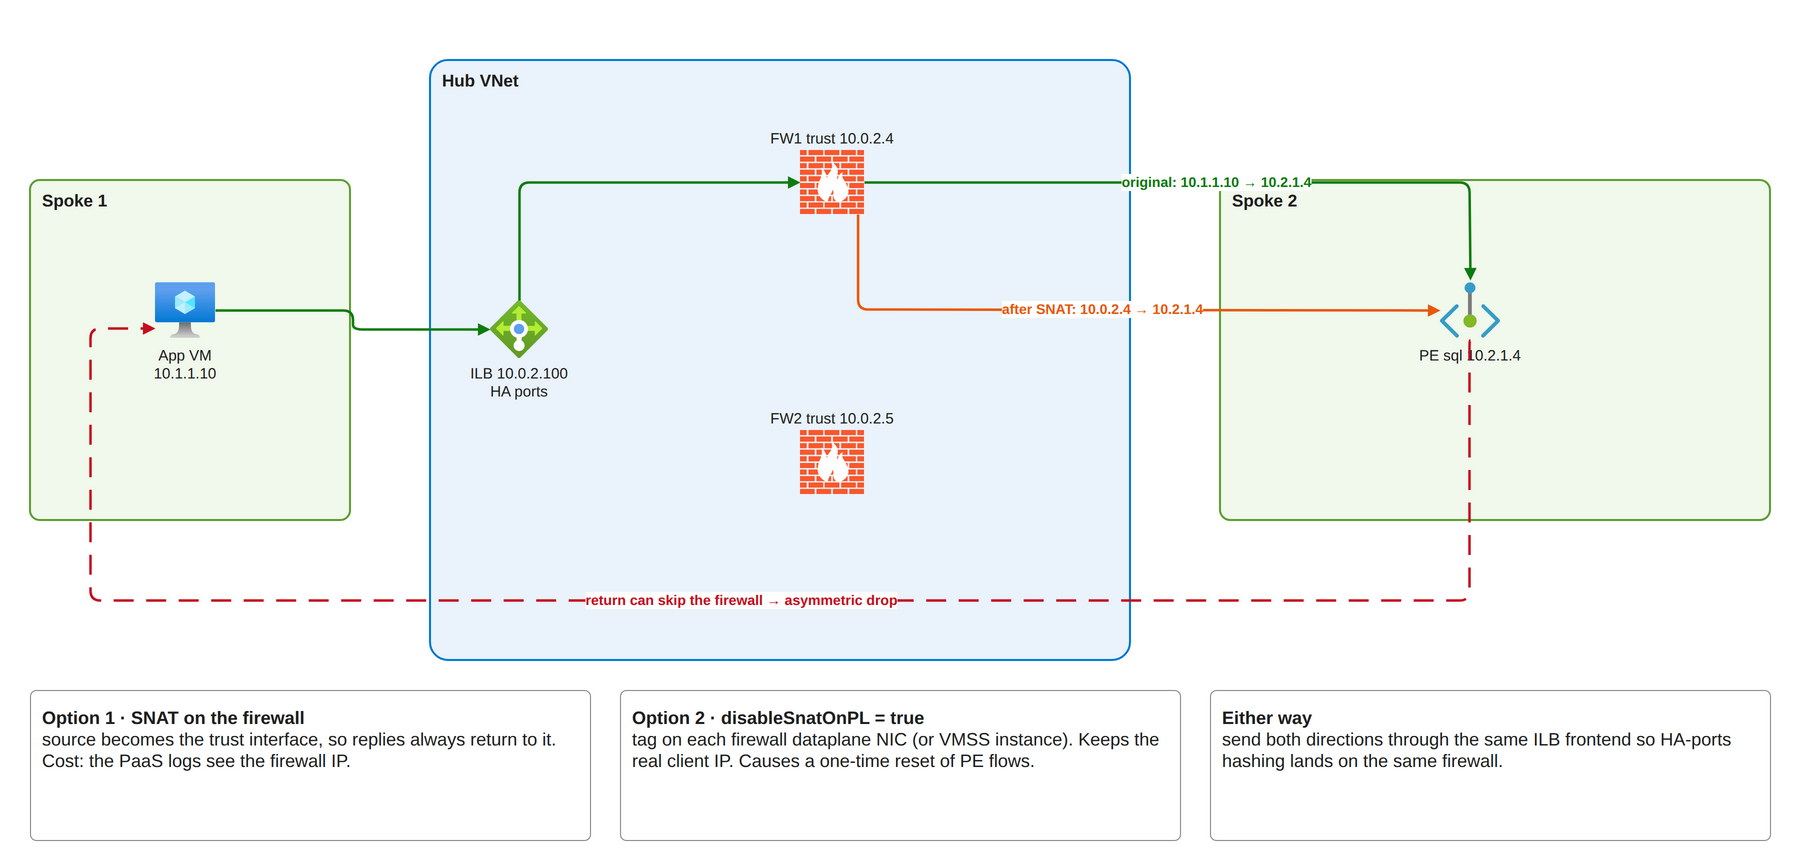 Hub VNet
FW1 trust 10.0.2.4
original: 10.1.1.10 → 10.2.1.4
Spoke 1
Spoke 2
after SNAT: 10.0.2.4 → 10.2.1.4
App VM
10.1.1.10
PE sql 10.2.1.4
ILB 10.0.2.100
HA ports
FW2 trust 10.0.2.5
return can skip the firewall → asymmetric drop
Option 1 · SNAT on the firewall
source becomes the trust interface, so replies always return to it.
Cost: the PaaS logs see the firewall IP.
Option 2 · disableSnatOnPL = true
tag on each firewall dataplane NIC (or VMSS instance). Keeps the
real client IP. Causes a one-time reset of PE flows.
Either way
send both directions through the same ILB frontend so HA-ports
hashing lands on the same firewall.